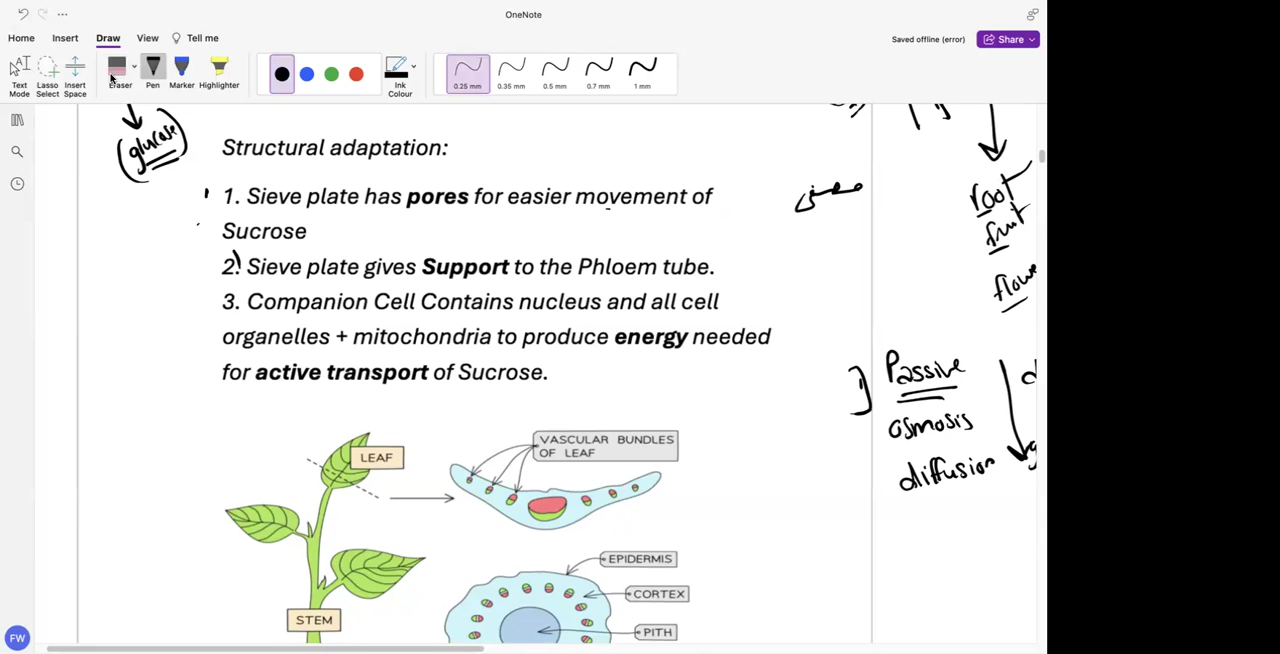 OneNote
Home Insert Draw View Tell me
Saved offline (error)
Share
Text Mode
Lasso Select
Insert Space
Eraser
Pen
Marker
Highlighter
Ink Colour
0.25 mm
0.35 mm
0.5 mm
0.7 mm
1 mm
(glucose)
Structural adaptation:
1. Sieve plate has pores for easier movement of
Sucrose
2. Sieve plate gives Support to the Phloem tube.
3. Companion Cell Contains nucleus and all cell
organelles + mitochondria to produce energy needed
for active transport of Sucrose.
root
fruit
flower
1) Passive
osmosis
diffusion
LEAF
VASCULAR BUNDLES
OF LEAF
EPIDERMIS
CORTEX
STEM
PITH
FW